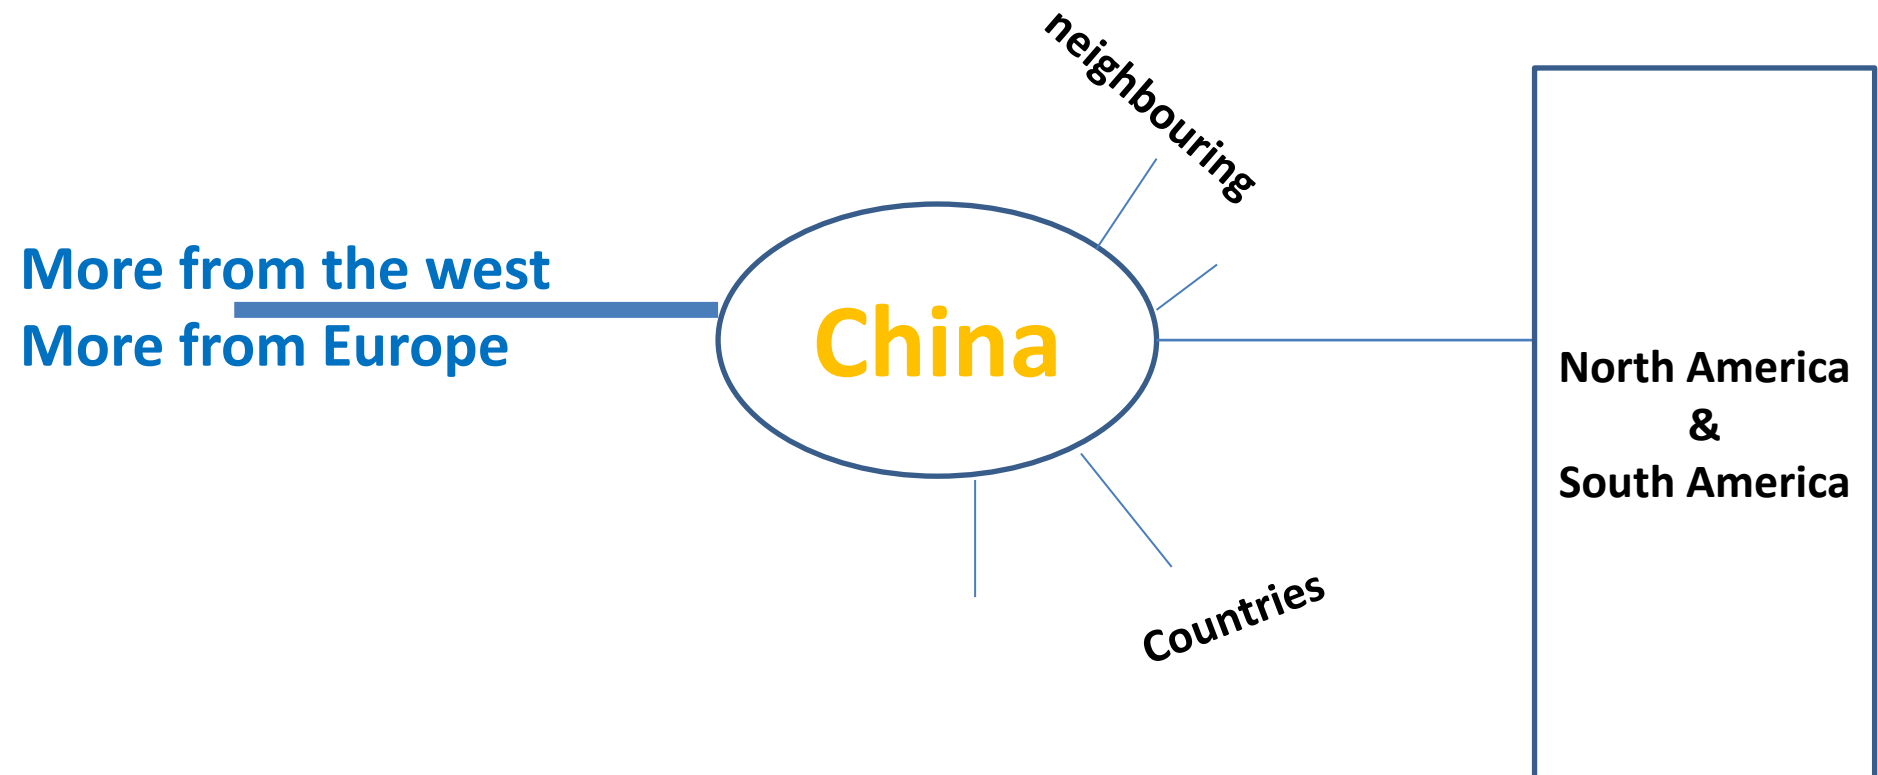 neighbouring
More from the west
More from Europe
China
North America
&
South America
Countries